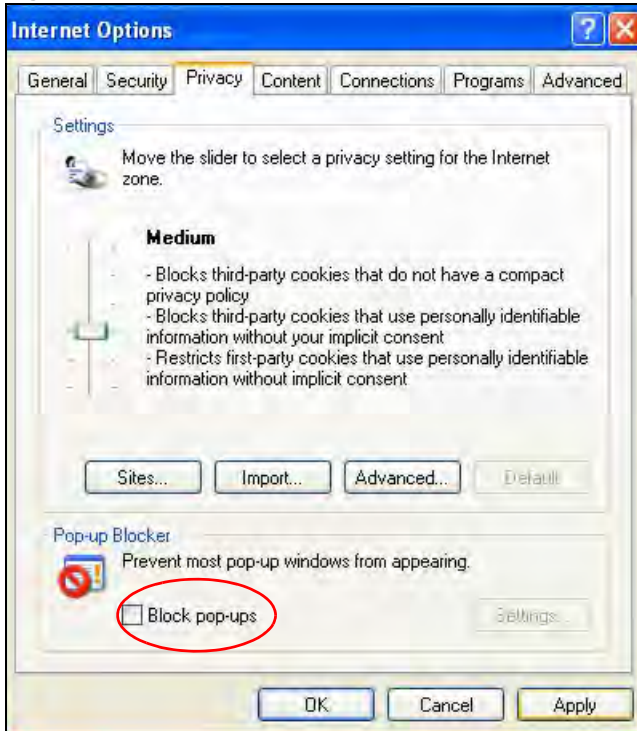 Internet Options
General Security Privacy Content Connections Programs Advanced
Settings
Move the slider to select a privacy setting for the Internet
zone.
Medium
- Blocks third-party cookies that do not have a compact
privacy policy
- Blocks third-party cookies that use personally identifiable
information without your implicit consent
- Restricts first-party cookies that use personally identifiable
information without implicit consent
Sites... Import... Advanced... Default
Pop-up Blocker
Prevent most pop-up windows from appearing.
Block pop-ups Settings...
OK Cancel Apply